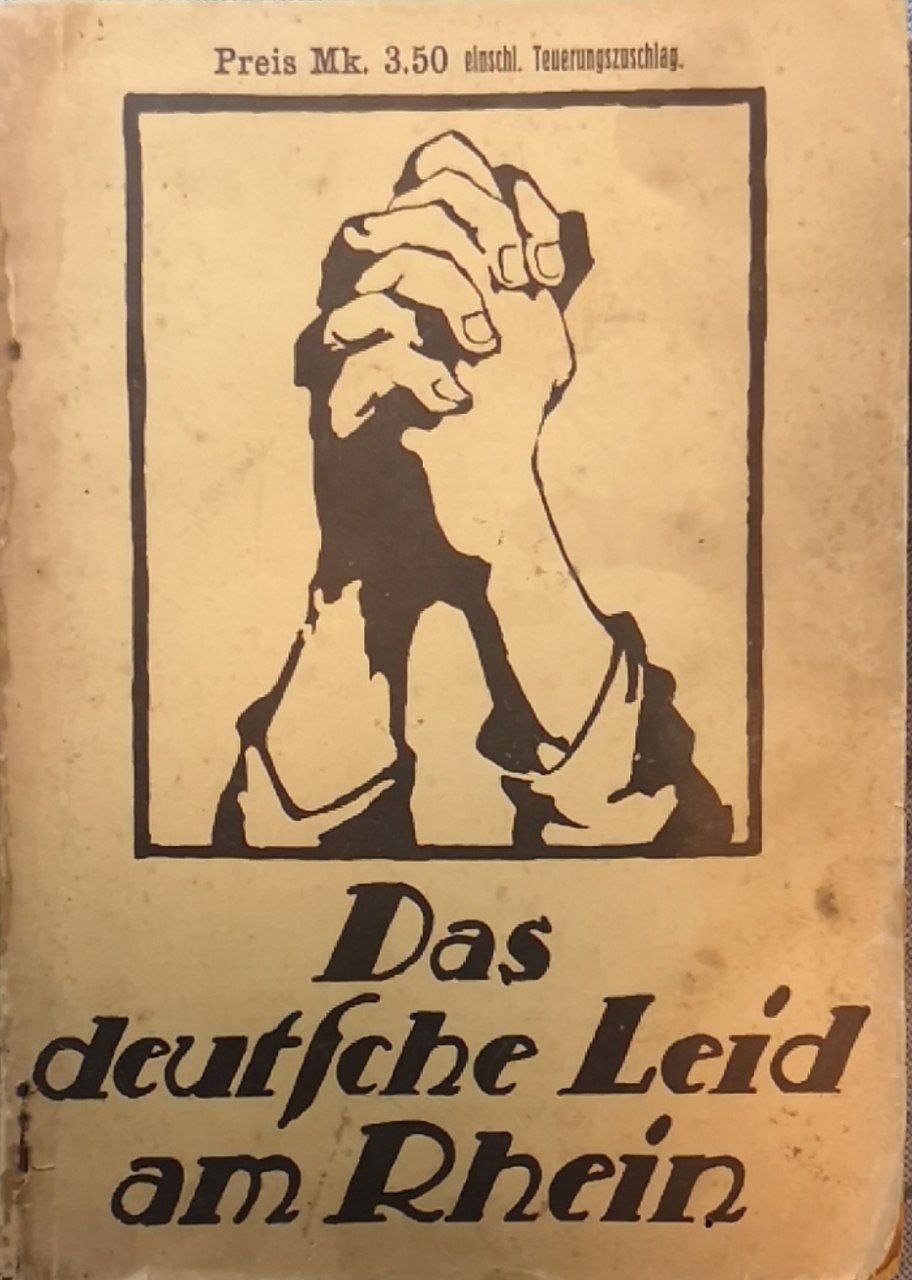 Preis Mk. 3.50 einschl. Teuerungszuschlag.
Das
deutſche Leid
am Rhein